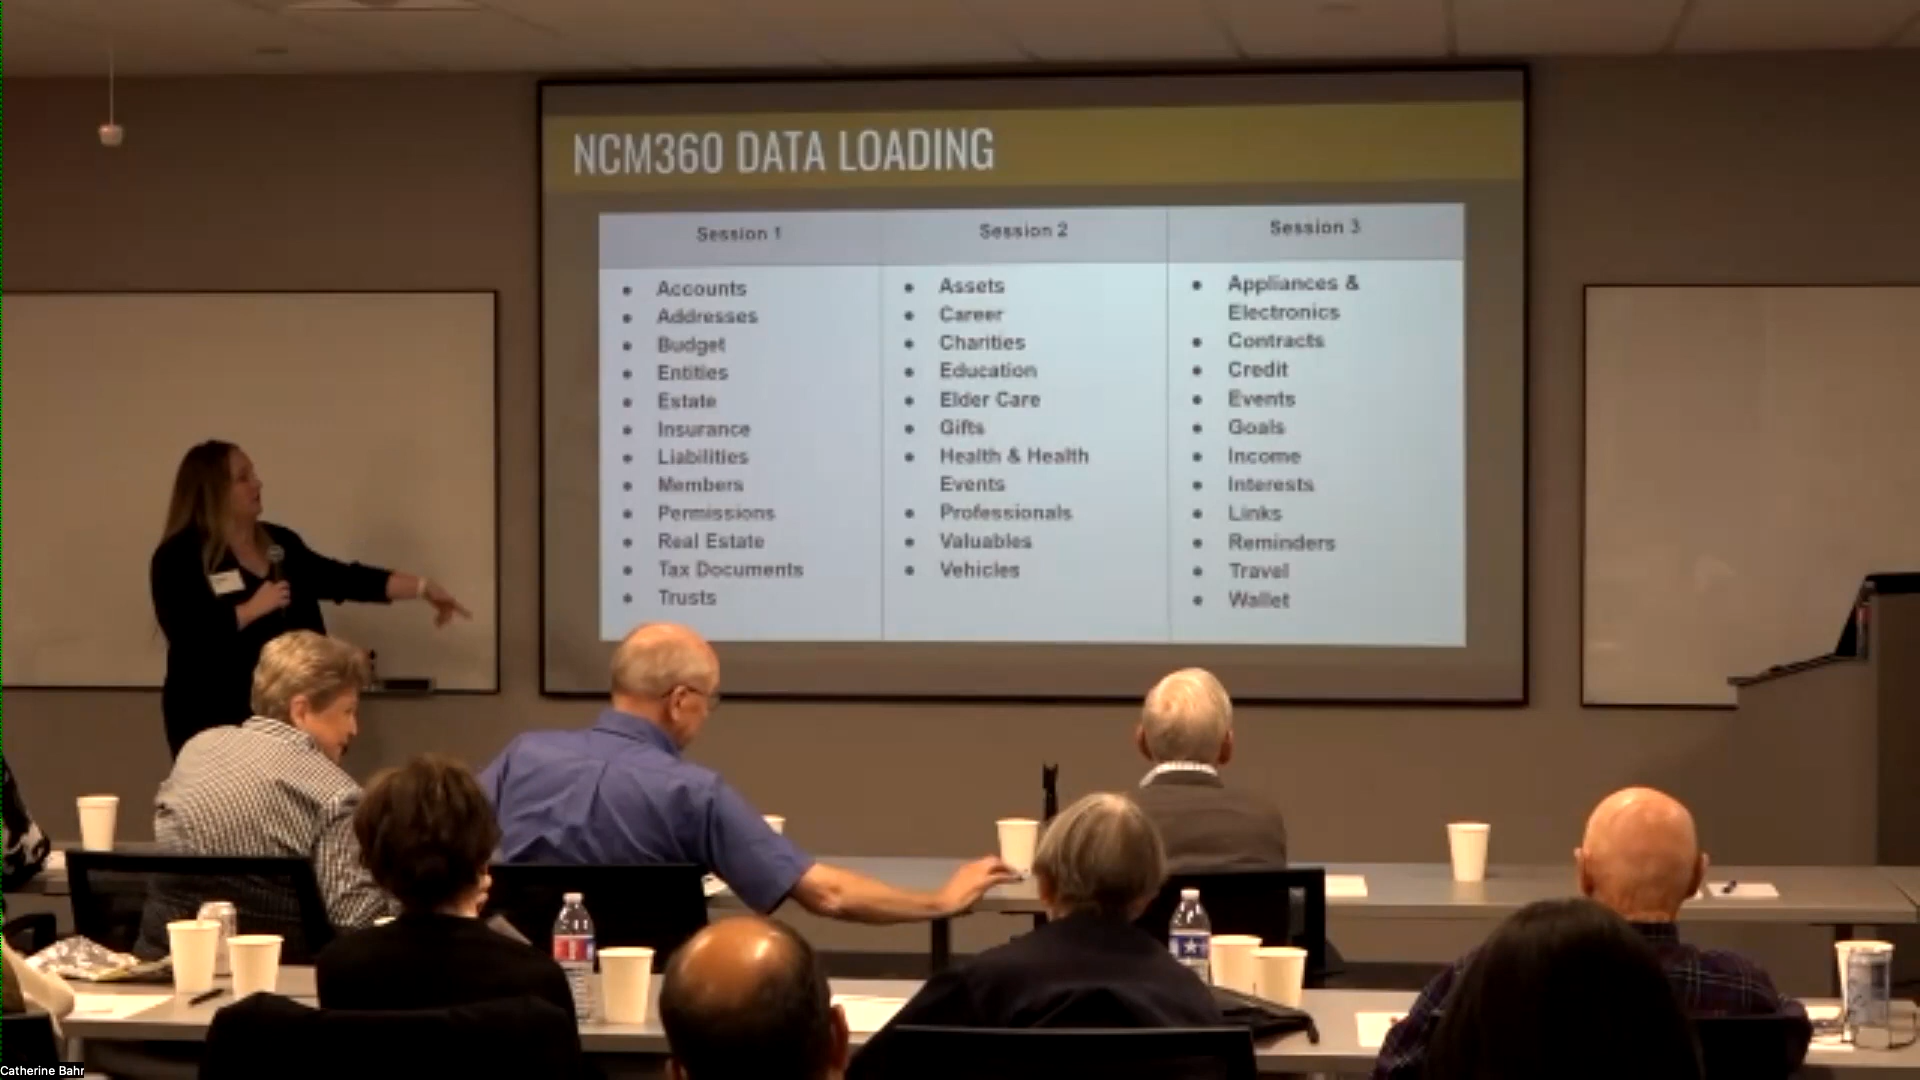 NCM360 DATA LOADING
Session 1
Accounts
Addresses
Budget
Entities
Estate
Insurance
Liabilities
Members
Permissions
Real Estate
Tax Documents
Trusts
Session 2
Assets
Career
Charities
Education
Elder Care
Gifts
Health & Health
Events
Professionals
Valuables
Vehicles
Session 3
Appliances &
Electronics
Contracts
Credit
Events
Goals
Income
Interests
Links
Reminders
Travel
Wallet
Catherine Bahr